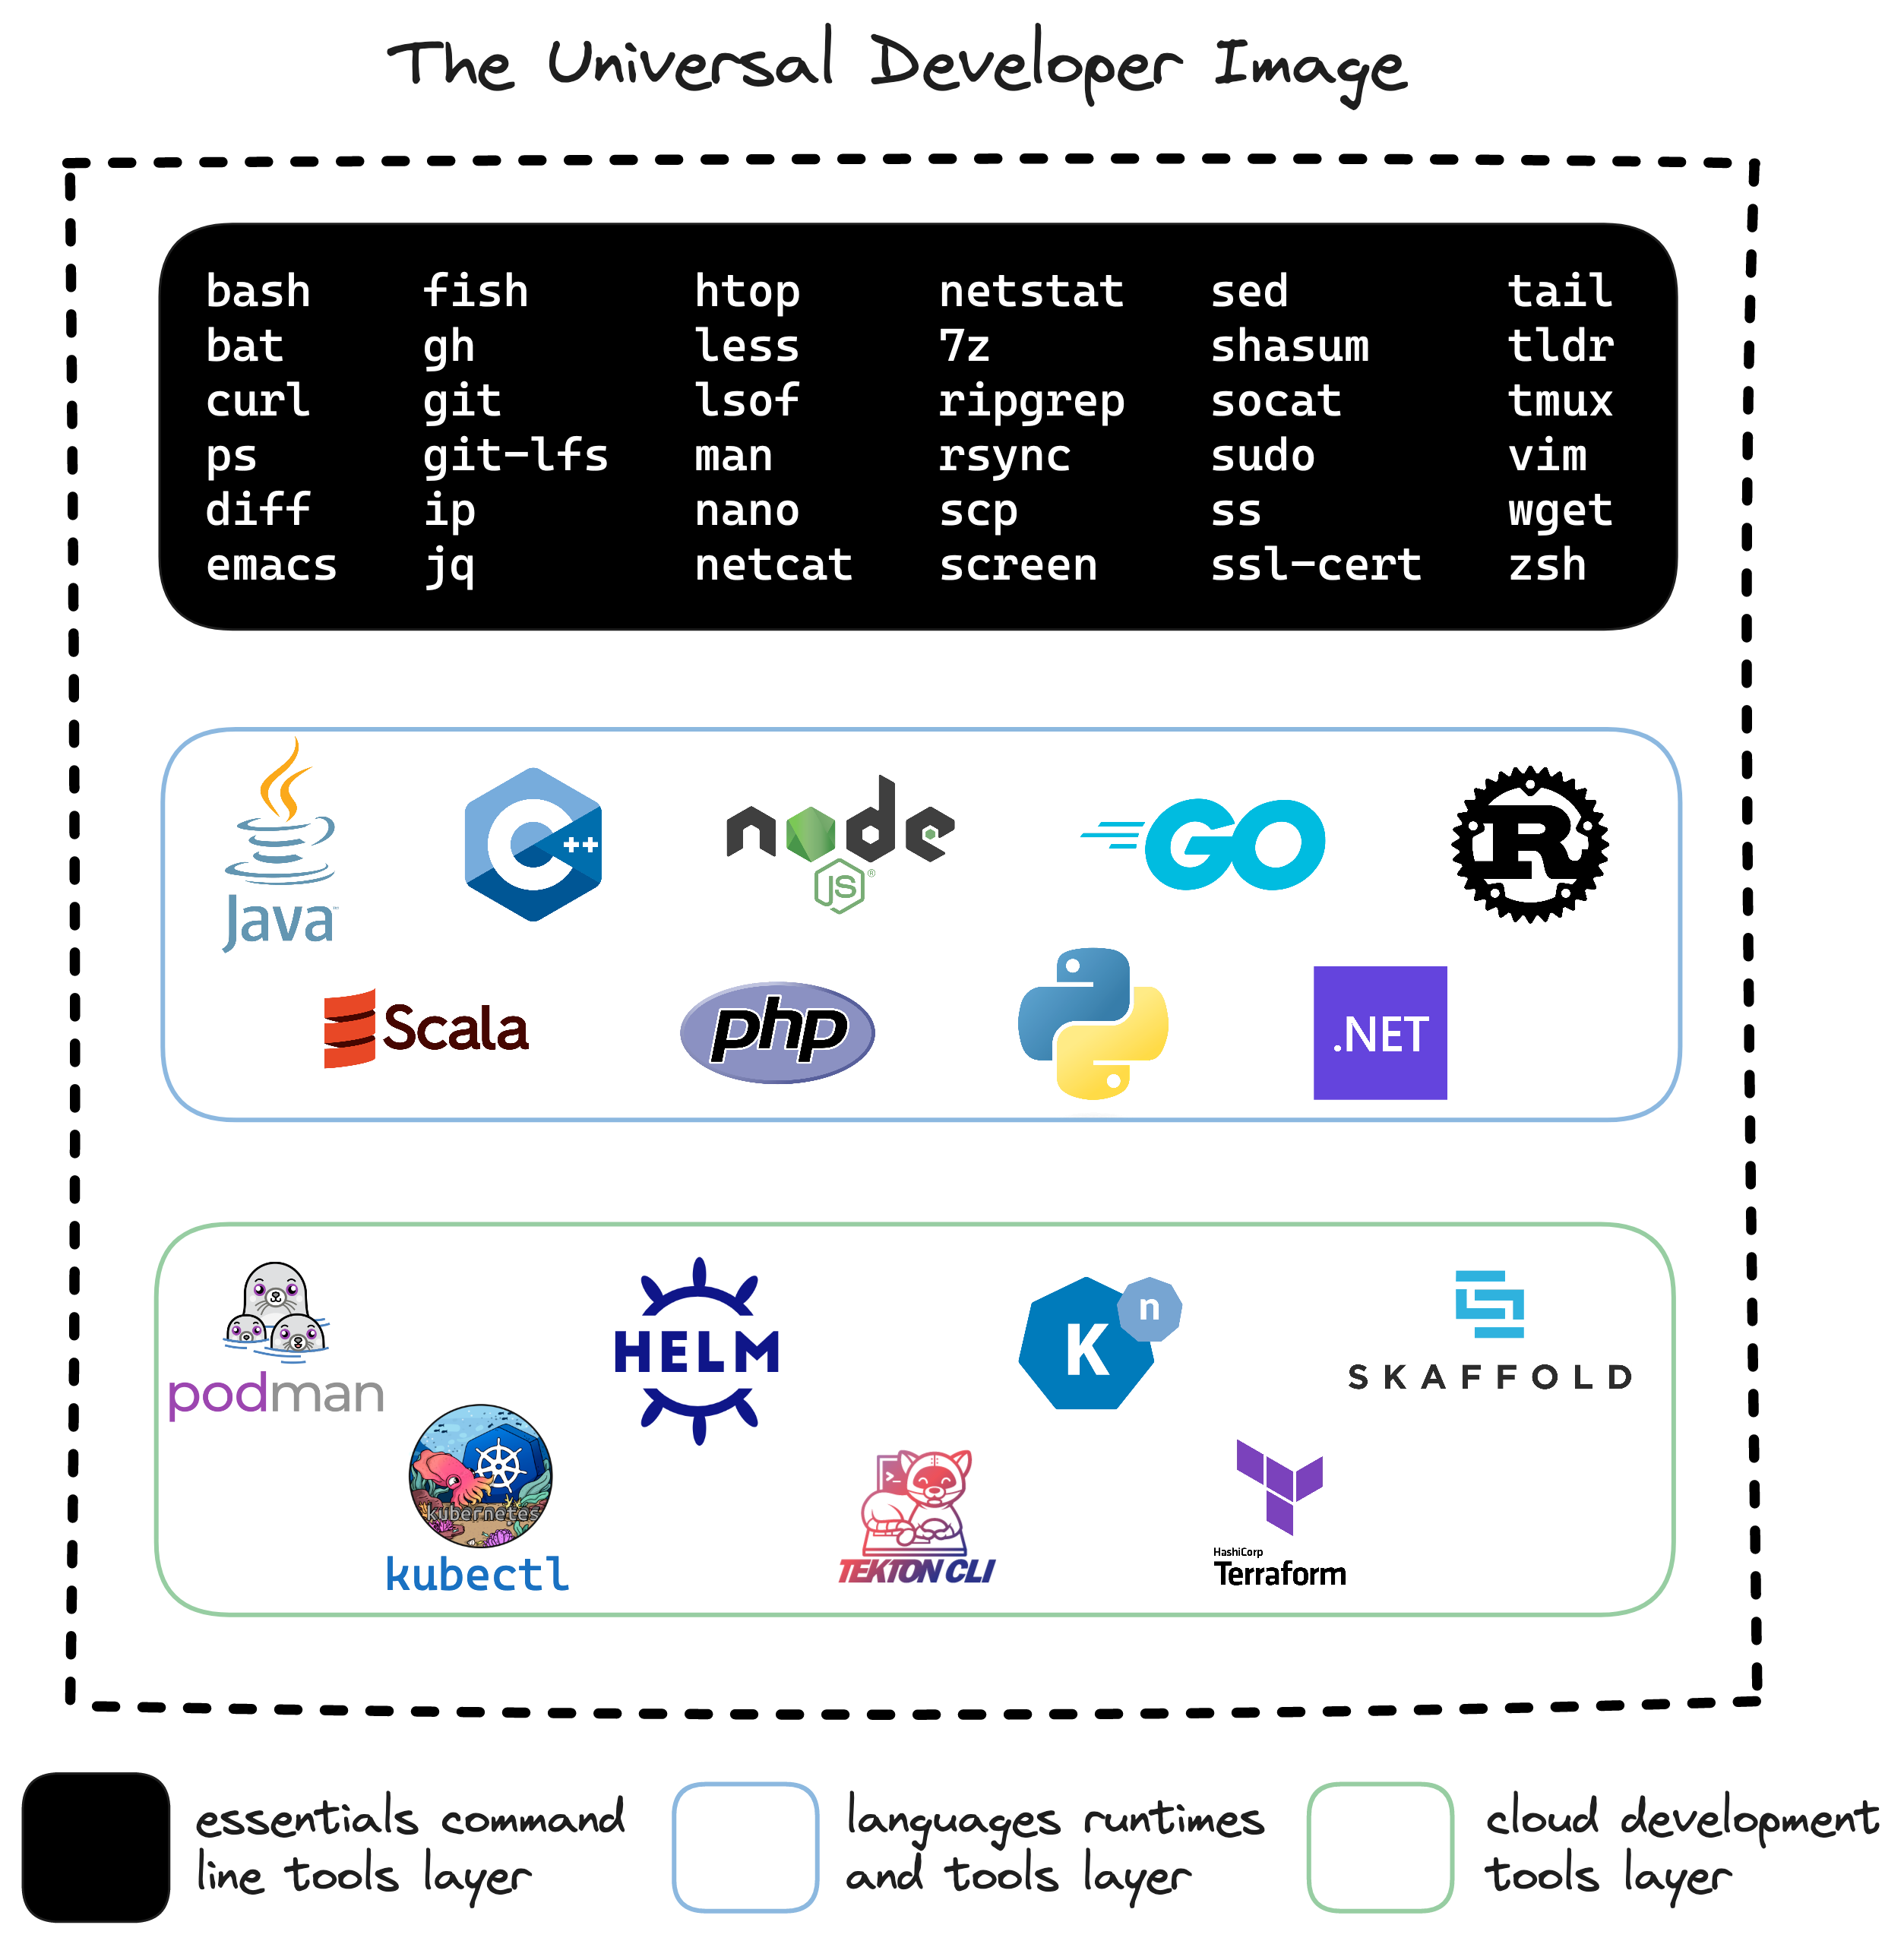 The Universal Developer Image
bash fish htop netstat sed tail
bat gh less 7z shasum tldr
curl git lsof ripgrep socat tmux
ps git-lfs man rsync sudo vim
diff ip nano scp ss wget
emacs jq netcat screen ssl-cert zsh
Java™
C++
node
JS®
GO
R
Scala
php
.NET
podman
HELM
K n
SKAFFOLD
kubernetes
kubectl
>_
TEKTON CLI
HashiCorp
Terraform
essentials command
line tools layer
languages runtimes
and tools layer
cloud development
tools layer